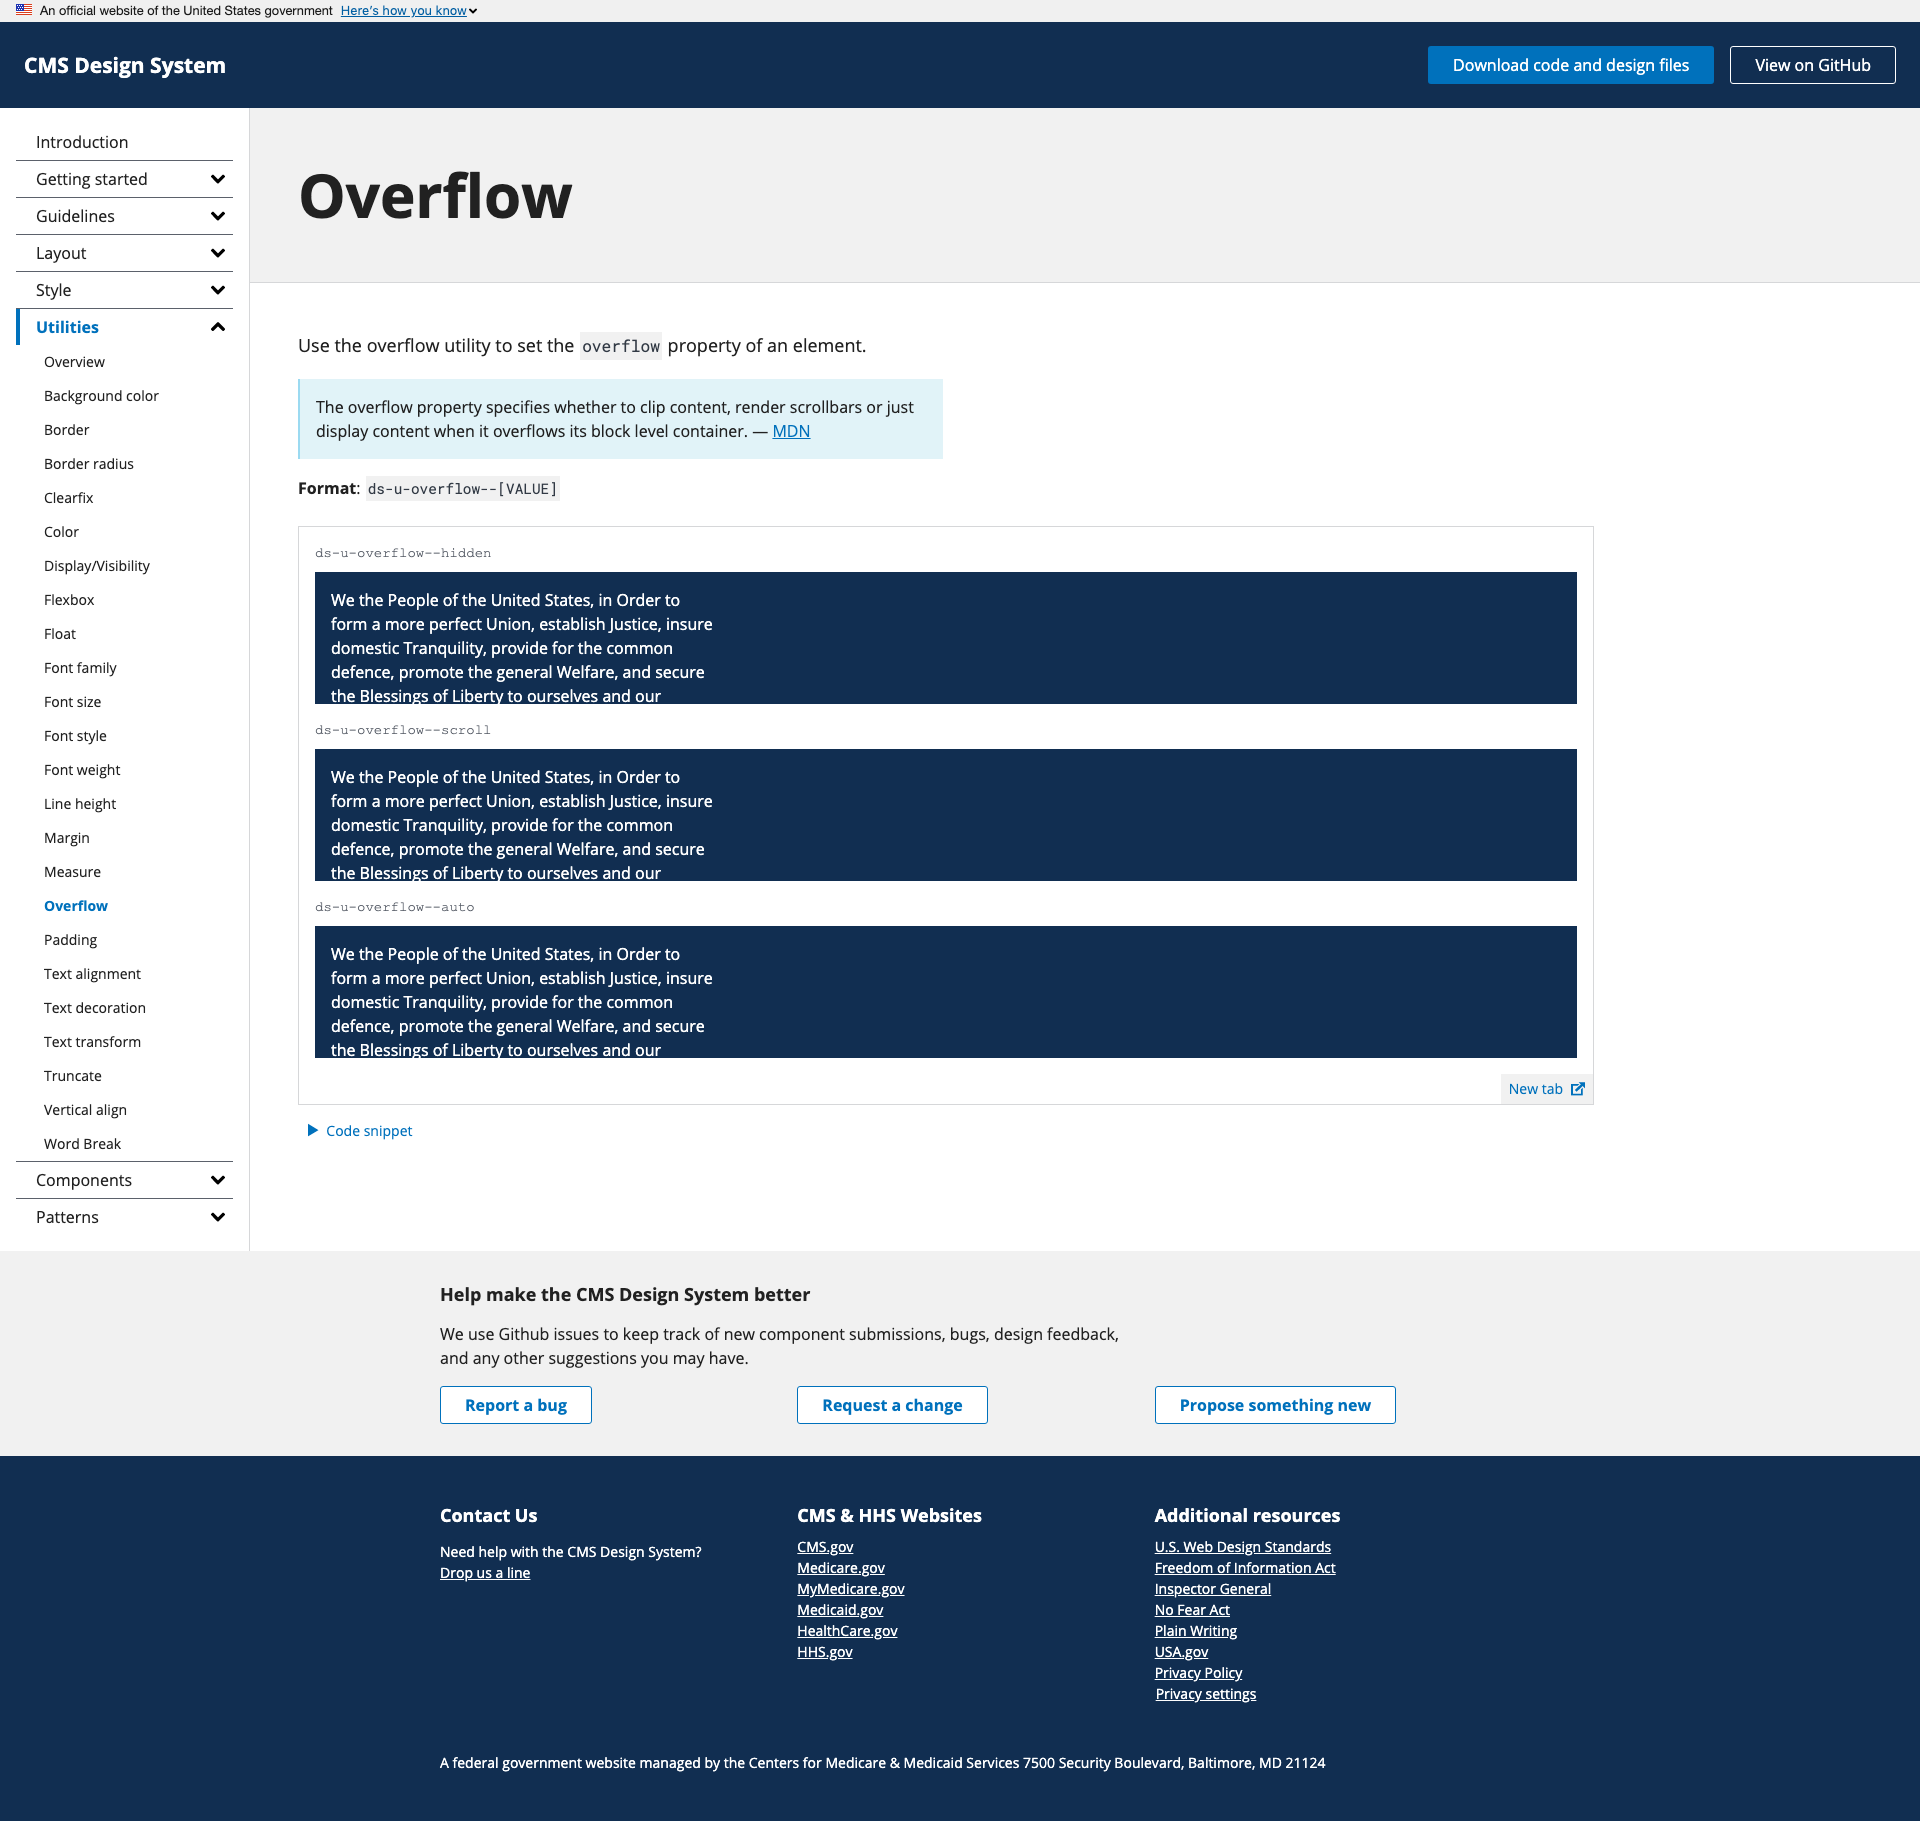 An official website of the United States government Here's how you know
CMS Design System
Download code and design files
View on GitHub
Introduction
Getting started
Guidelines
Layout
Style
Utilities
Overview
Background color
Border
Border radius
Clearfix
Color
Display/Visibility
Flexbox
Float
Font family
Font size
Font style
Font weight
Line height
Margin
Measure
Overflow
Padding
Text alignment
Text decoration
Text transform
Truncate
Vertical align
Word Break
Components
Patterns
Overflow
Use the overflow utility to set the overflow property of an element.
The overflow property specifies whether to clip content, render scrollbars or just
display content when it overflows its block level container. — MDN
Format: ds-u-overflow--[VALUE]
ds-u-overflow--hidden
We the People of the United States, in Order to
form a more perfect Union, establish Justice, insure
domestic Tranquility, provide for the common
defence, promote the general Welfare, and secure
the Blessings of Liberty to ourselves and our
ds-u-overflow--scroll
We the People of the United States, in Order to
form a more perfect Union, establish Justice, insure
domestic Tranquility, provide for the common
defence, promote the general Welfare, and secure
the Blessings of Liberty to ourselves and our
ds-u-overflow--auto
We the People of the United States, in Order to
form a more perfect Union, establish Justice, insure
domestic Tranquility, provide for the common
defence, promote the general Welfare, and secure
the Blessings of Liberty to ourselves and our
New tab
Code snippet
Help make the CMS Design System better
We use Github issues to keep track of new component submissions, bugs, design feedback,
and any other suggestions you may have.
Report a bug
Request a change
Propose something new
Contact Us
Need help with the CMS Design System?
Drop us a line
CMS & HHS Websites
CMS.gov
Medicare.gov
MyMedicare.gov
Medicaid.gov
HealthCare.gov
HHS.gov
Additional resources
U.S. Web Design Standards
Freedom of Information Act
Inspector General
No Fear Act
Plain Writing
USA.gov
Privacy Policy
Privacy settings
A federal government website managed by the Centers for Medicare & Medicaid Services 7500 Security Boulevard, Baltimore, MD 21124